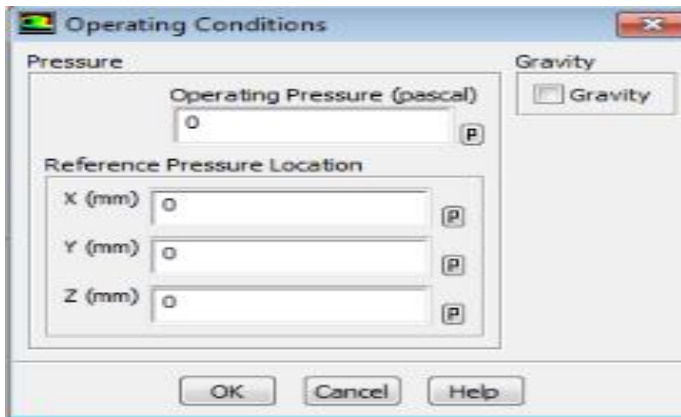 Operating Conditions
Pressure
Gravity
Operating Pressure (pascal)
Gravity
0
P
Reference Pressure Location
X (mm) 0 P
Y (mm) 0 P
Z (mm) 0 P
OK Cancel Help